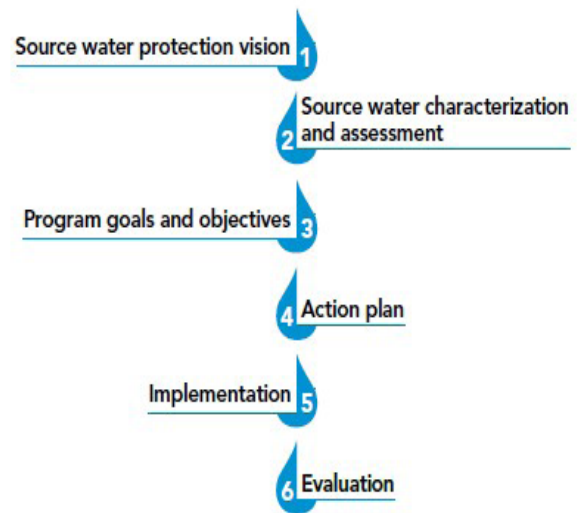 Source water protection vision 1
Source water characterization
2 and assessment
Program goals and objectives 3
4 Action plan
Implementation 5
6 Evaluation